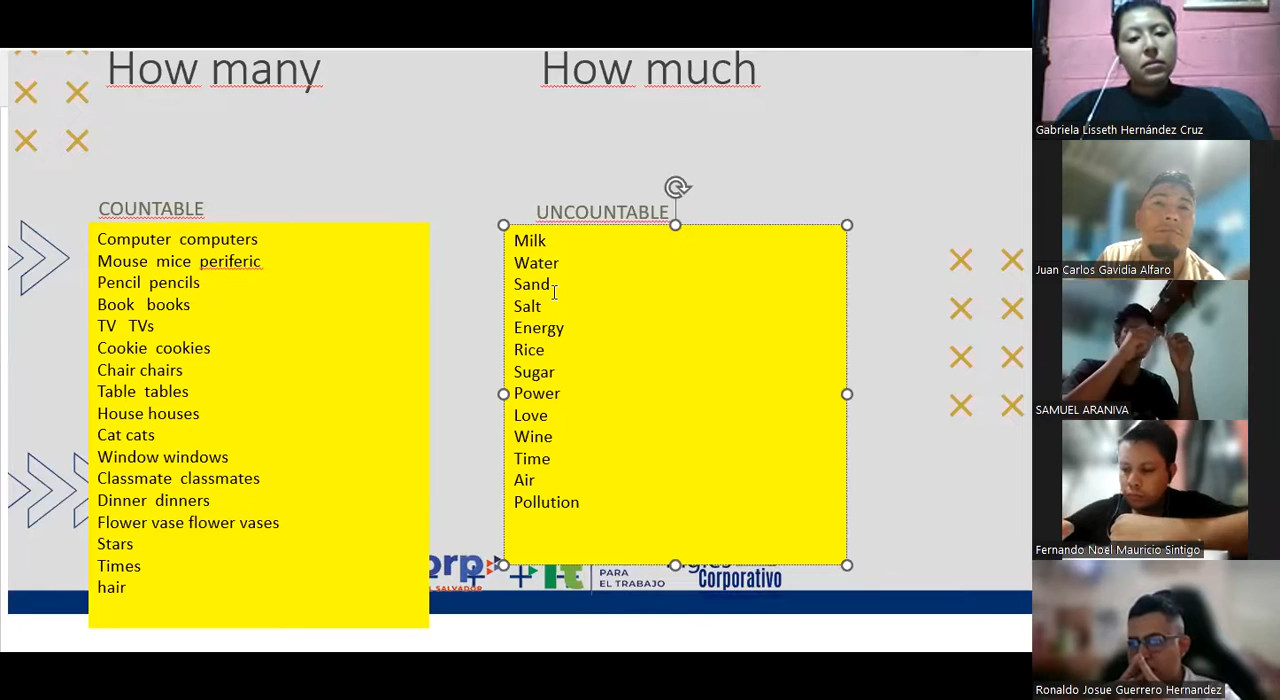 How many
How much
COUNTABLE
Computer computers
Mouse mice periferic
Pencil pencils
Book books
TV TVs
Cookie cookies
Chair chairs
Table tables
House houses
Cat cats
Window windows
Classmate classmates
Dinner dinners
Flower vase flower vases
Stars
Times
hair
UNCOUNTABLE
Milk
Water
Sand
Salt
Energy
Rice
Sugar
Power
Love
Wine
Time
Air
Pollution
PARA
EL TRABAJO
Corporativo
Gabriela Lisseth Hernández Cruz
Juan Carlos Gavidia Alfaro
SAMUEL ARANIVA
Fernando Noel Mauricio Sintigo
Ronaldo Josue Guerrero Hernandez